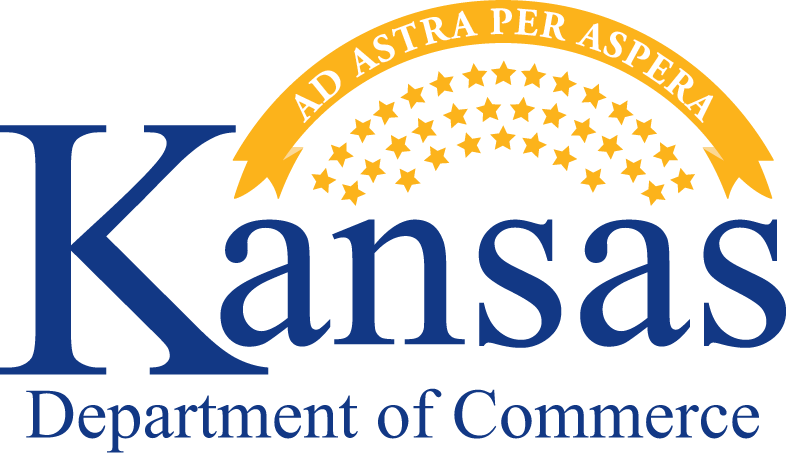 AD ASTRA PER ASPERA
Kansas
Department of Commerce